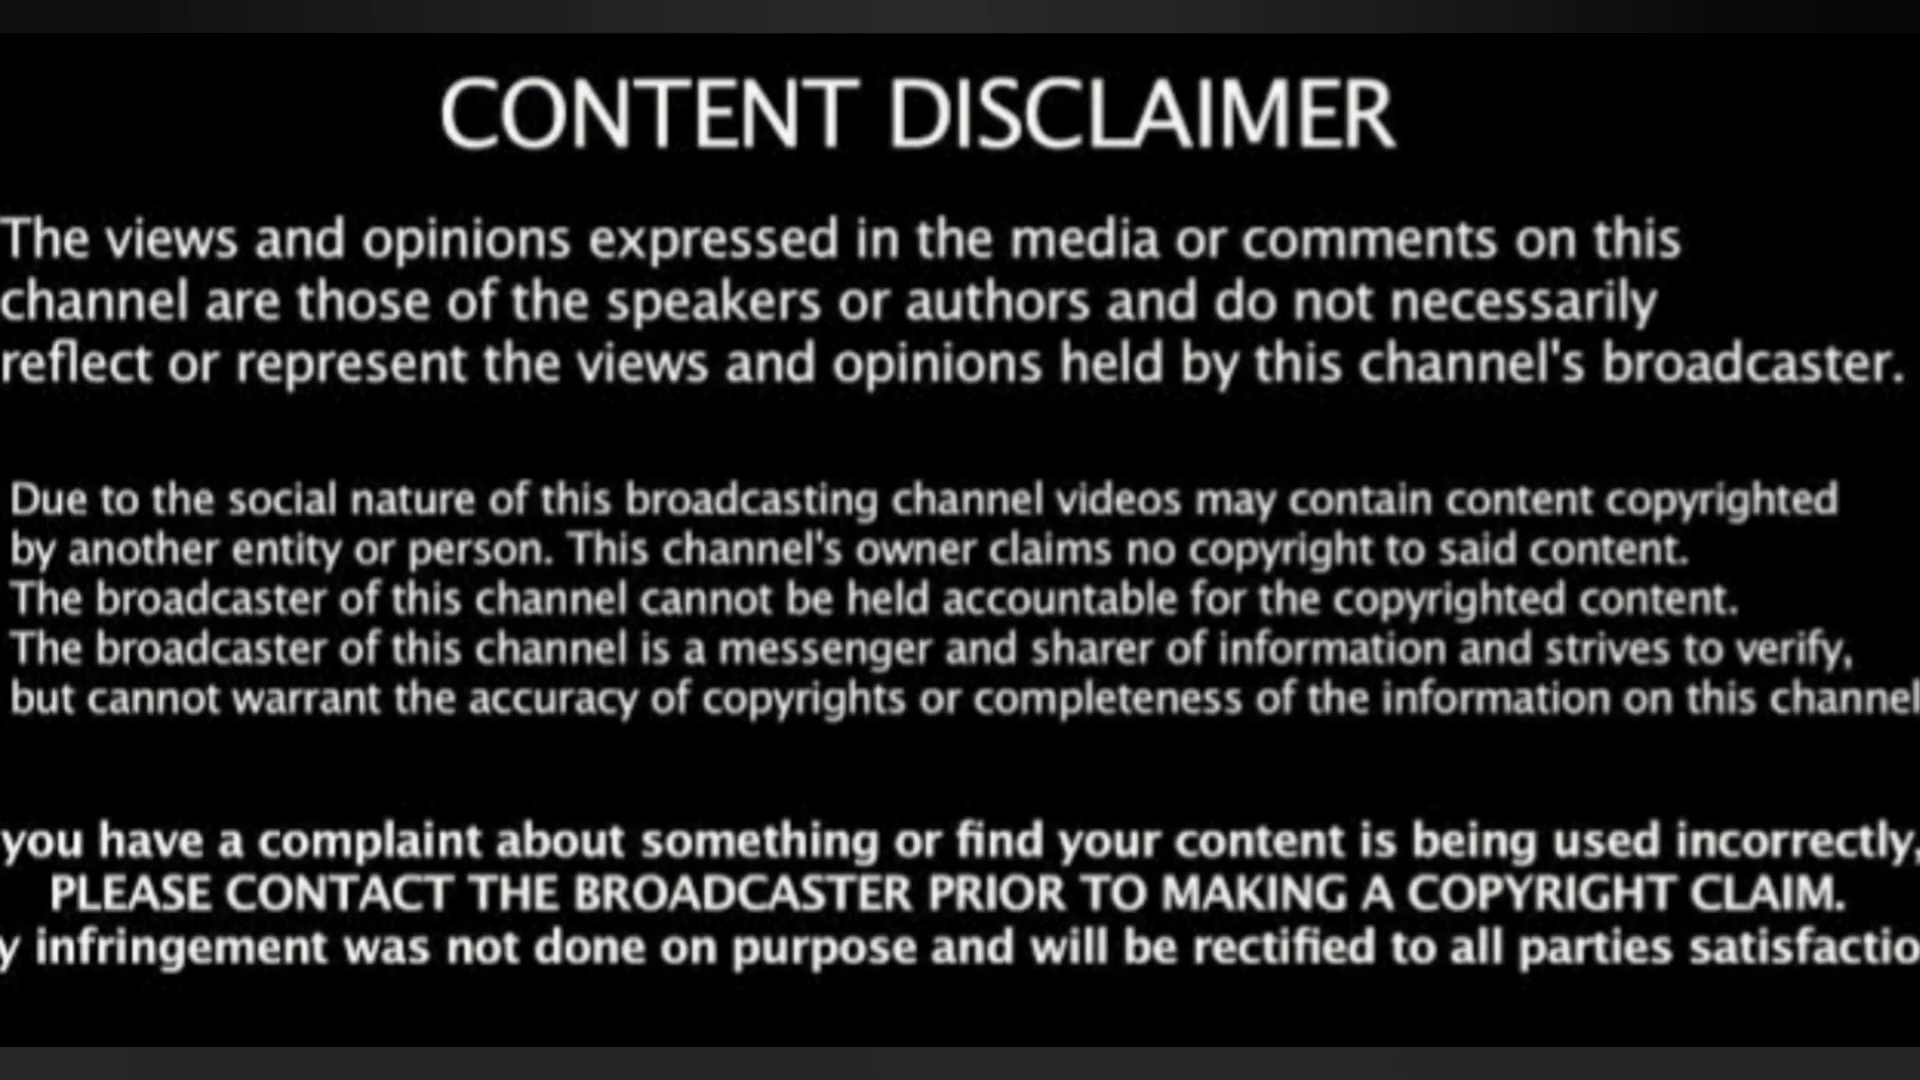 CONTENT DISCLAIMER
The views and opinions expressed in the media or comments on this
channel are those of the speakers or authors and do not necessarily
reflect or represent the views and opinions held by this channel's broadcaster.
Due to the social nature of this broadcasting channel videos may contain content copyrighted
by another entity or person. This channel's owner claims no copyright to said content.
The broadcaster of this channel cannot be held accountable for the copyrighted content.
The broadcaster of this channel is a messenger and sharer of information and strives to verify,
but cannot warrant the accuracy of copyrights or completeness of the information on this channel
you have a complaint about something or find your content is being used incorrectly,
PLEASE CONTACT THE BROADCASTER PRIOR TO MAKING A COPYRIGHT CLAIM.
y infringement was not done on purpose and will be rectified to all parties satisfactio